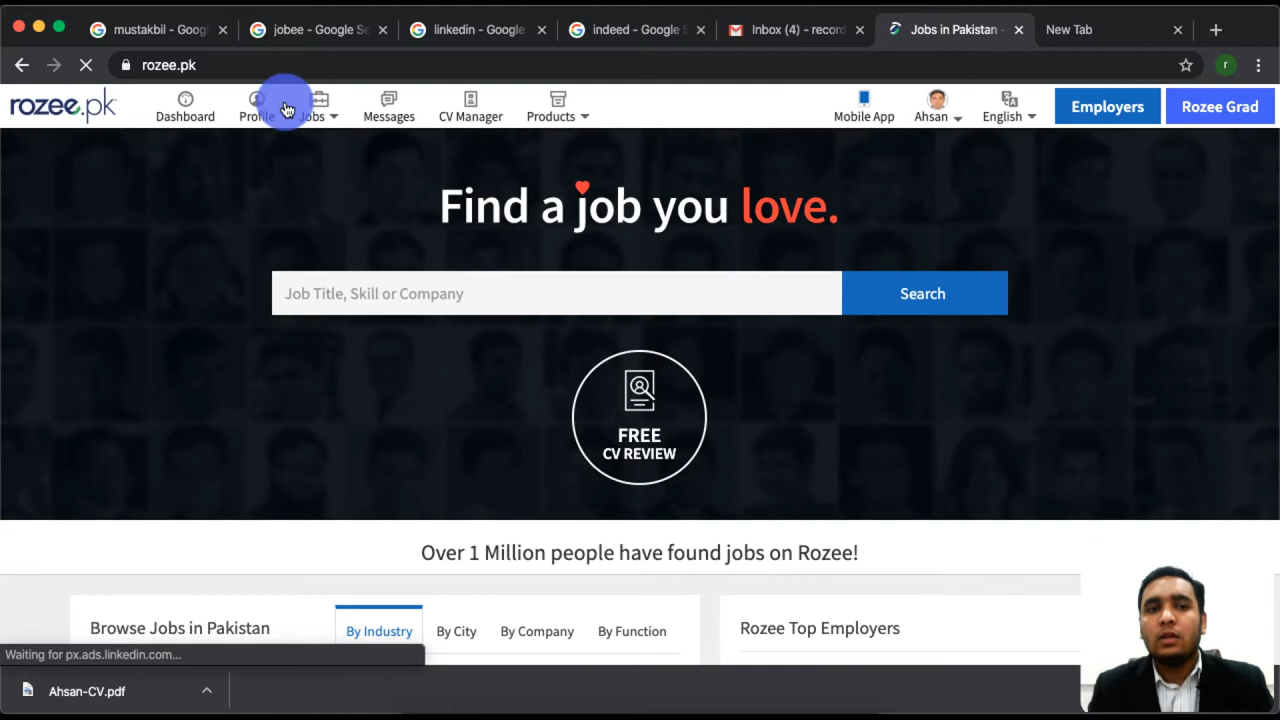 mustakbil - Goog
jobee - Google Se
linkedin - Google
indeed - Google S
Inbox (4) - record
Jobs in Pakistan -
New Tab
rozee.pk
r
rozee.pk
Dashboard
Profile
Jobs
Messages
CV Manager
Products
Mobile App
Ahsan
English
Employers
Rozee Grad
Find a job you love.
Job Title, Skill or Company
Search
FREE
CV REVIEW
Over 1 Million people have found jobs on Rozee!
Browse Jobs in Pakistan
By Industry
By City
By Company
By Function
Rozee Top Employers
Waiting for px.ads.linkedin.com...
Ahsan-CV.pdf